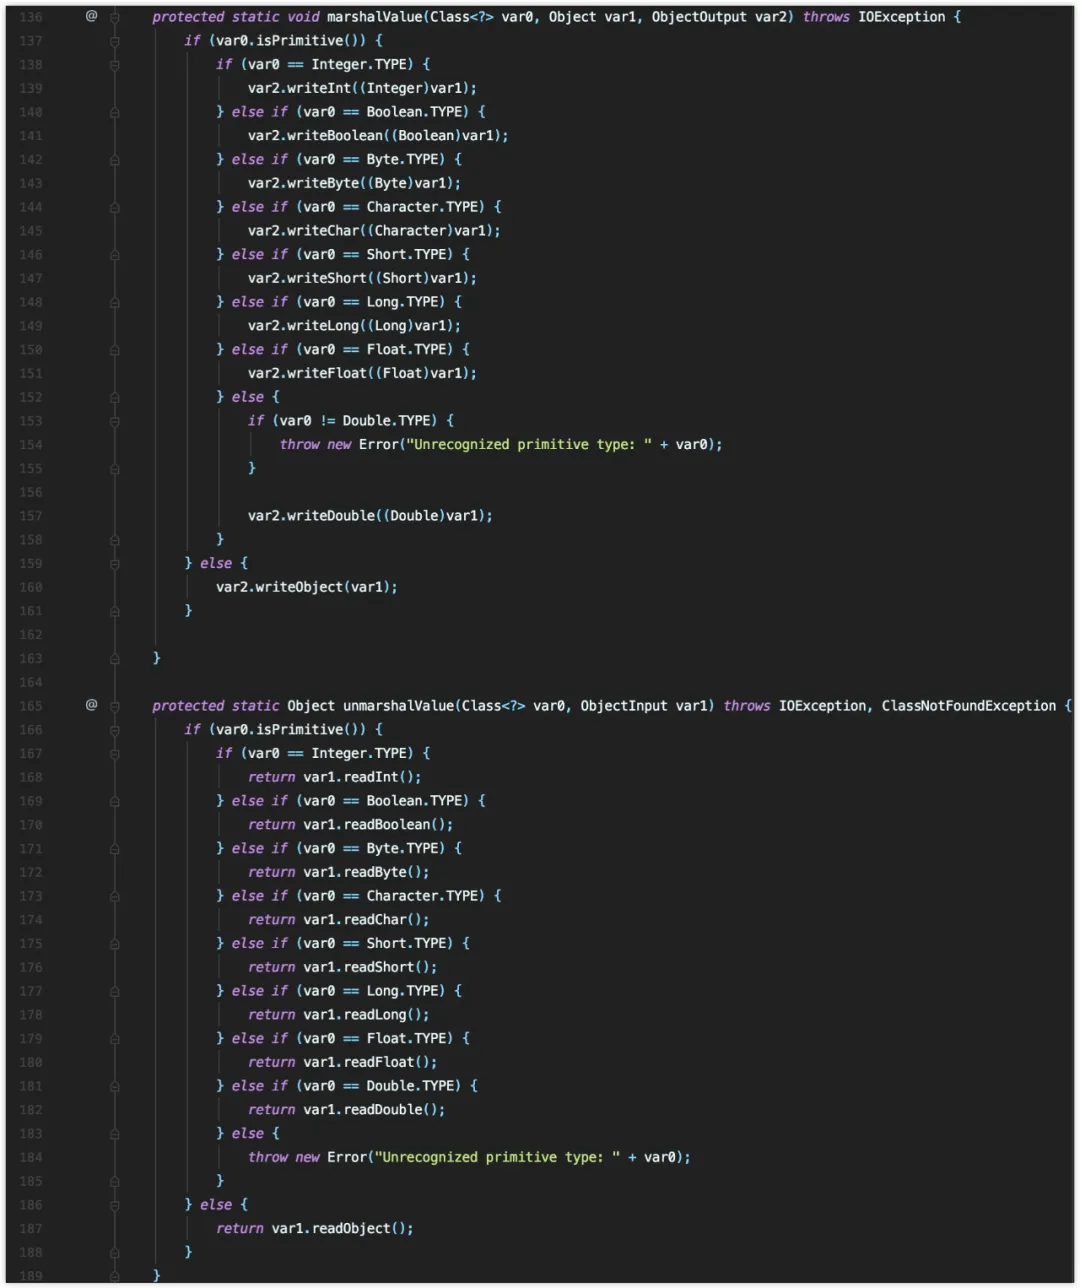 136 @ protected static void marshalValue(Class<?> var0, Object var1, ObjectOutput var2) throws IOException {
137 if (var0.isPrimitive()) {
138 if (var0 == Integer.TYPE) {
139 var2.writeInt((Integer)var1);
140 } else if (var0 == Boolean.TYPE) {
141 var2.writeBoolean((Boolean)var1);
142 } else if (var0 == Byte.TYPE) {
143 var2.writeByte((Byte)var1);
144 } else if (var0 == Character.TYPE) {
145 var2.writeChar((Character)var1);
146 } else if (var0 == Short.TYPE) {
147 var2.writeShort((Short)var1);
148 } else if (var0 == Long.TYPE) {
149 var2.writeLong((Long)var1);
150 } else if (var0 == Float.TYPE) {
151 var2.writeFloat((Float)var1);
152 } else {
153 if (var0 != Double.TYPE) {
154 throw new Error("Unrecognized primitive type: " + var0);
155 }
156
157 var2.writeDouble((Double)var1);
158 }
159 } else {
160 var2.writeObject(var1);
161 }
162
163 }
164
165 @ protected static Object unmarshalValue(Class<?> var0, ObjectInput var1) throws IOException, ClassNotFoundException {
166 if (var0.isPrimitive()) {
167 if (var0 == Integer.TYPE) {
168 return var1.readInt();
169 } else if (var0 == Boolean.TYPE) {
170 return var1.readBoolean();
171 } else if (var0 == Byte.TYPE) {
172 return var1.readByte();
173 } else if (var0 == Character.TYPE) {
174 return var1.readChar();
175 } else if (var0 == Short.TYPE) {
176 return var1.readShort();
177 } else if (var0 == Long.TYPE) {
178 return var1.readLong();
179 } else if (var0 == Float.TYPE) {
180 return var1.readFloat();
181 } else if (var0 == Double.TYPE) {
182 return var1.readDouble();
183 } else {
184 throw new Error("Unrecognized primitive type: " + var0);
185 }
186 } else {
187 return var1.readObject();
188 }
189 }